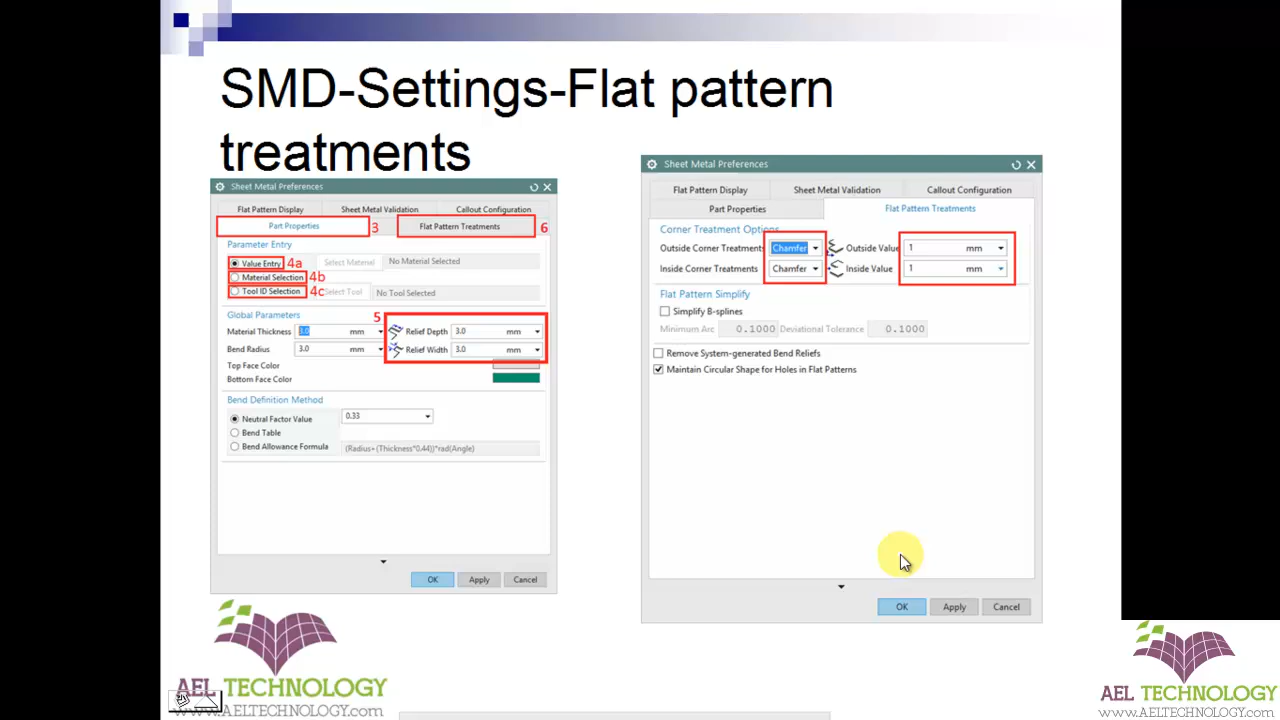 SMD-Settings-Flat pattern
treatments
Sheet Metal Preferences
Flat Pattern Display Sheet Metal Validation Callout Configuration
Part Properties 3 Flat Pattern Treatments 6
Parameter Entry
Value Entry 4a Select Material No Material Selected
Material Selection 4b
Tool ID Selection 4c Select Tool No Tool Selected
Global Parameters 5
Material Thickness 3.0 mm Relief Depth 3.0 mm
Bend Radius 3.0 mm Relief Width 3.0 mm
Top Face Color
Bottom Face Color
Bend Definition Method
Neutral Factor Value 0.33
Bend Table
Bend Allowance Formula (Radius+(Thickness*0.44))*rad(Angle)
OK Apply Cancel
Sheet Metal Preferences
Flat Pattern Display Sheet Metal Validation Callout Configuration
Part Properties Flat Pattern Treatments
Corner Treatment Options
Outside Corner Treatments Chamfer Outside Value 1 mm
Inside Corner Treatments Chamfer Inside Value 1 mm
Flat Pattern Simplify
Simplify B-splines
Minimum Arc 0.1000 Deviational Tolerance 0.1000
Remove System-generated Bend Reliefs
Maintain Circular Shape for Holes in Flat Patterns
OK Apply Cancel
AEL TECHNOLOGY
www.AELTECHNOLOGY.com
AEL TECHNOLOGY
www.AELTECHNOLOGY.com